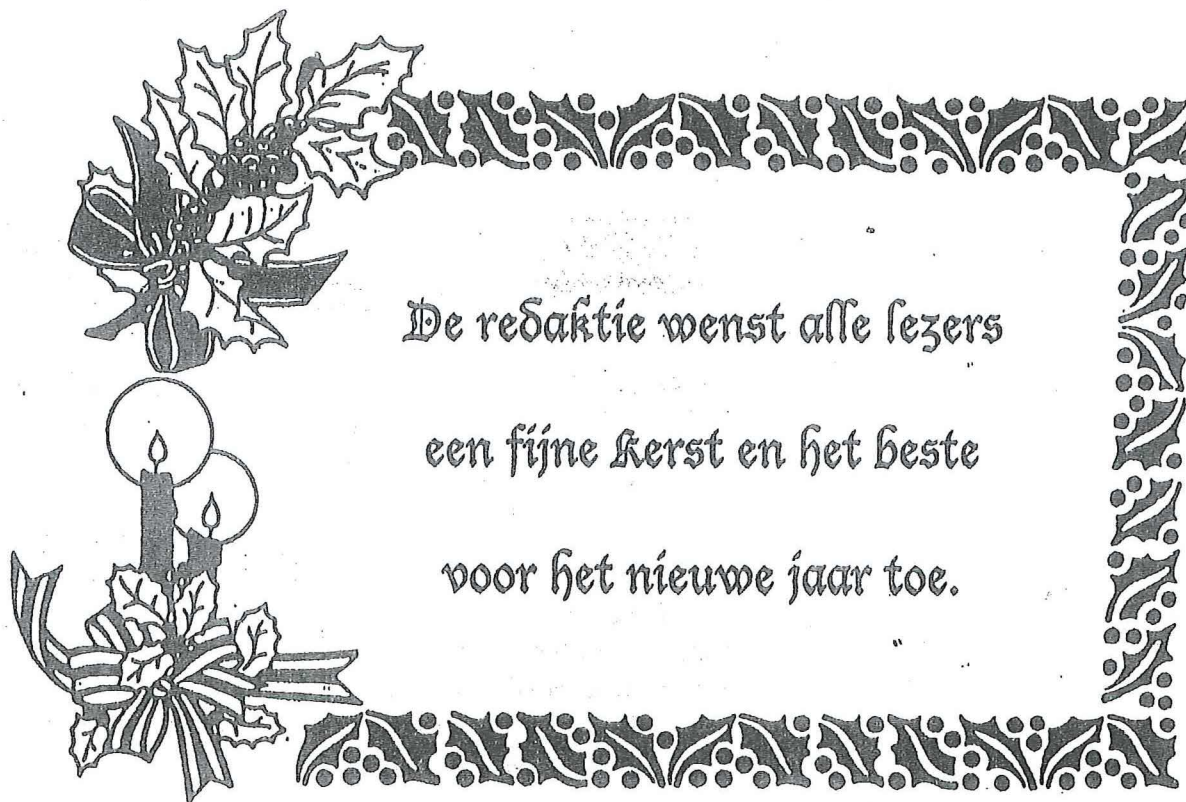 De redaktie wenst alle lezers
een fijne Kerst en het beste
voor het nieuwe jaar toe.